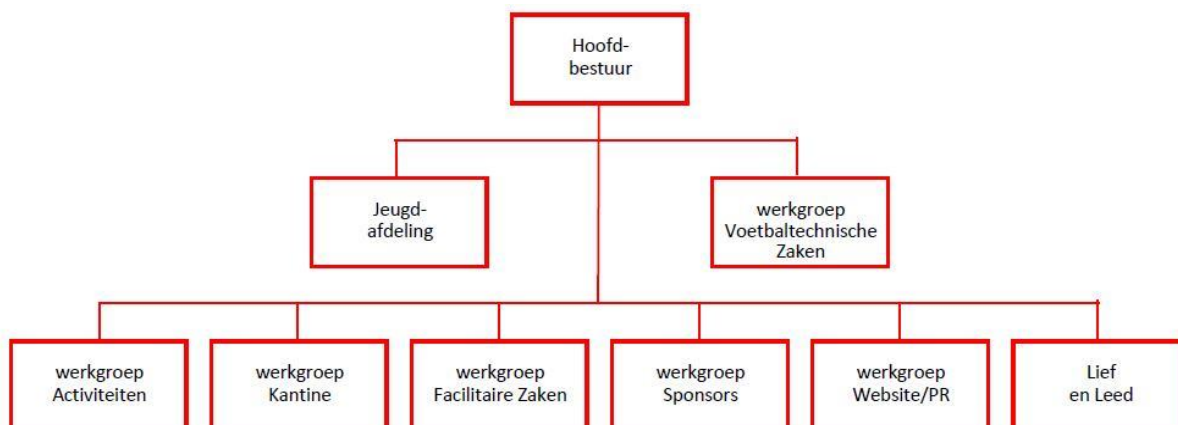 Hoofd-
bestuur
Jeugd-
afdeling
werkgroep
Voetbaltechnische
Zaken
werkgroep
Activiteiten
werkgroep
Kantine
werkgroep
Facilitaire Zaken
werkgroep
Sponsors
werkgroep
Website/PR
Lief
en Leed